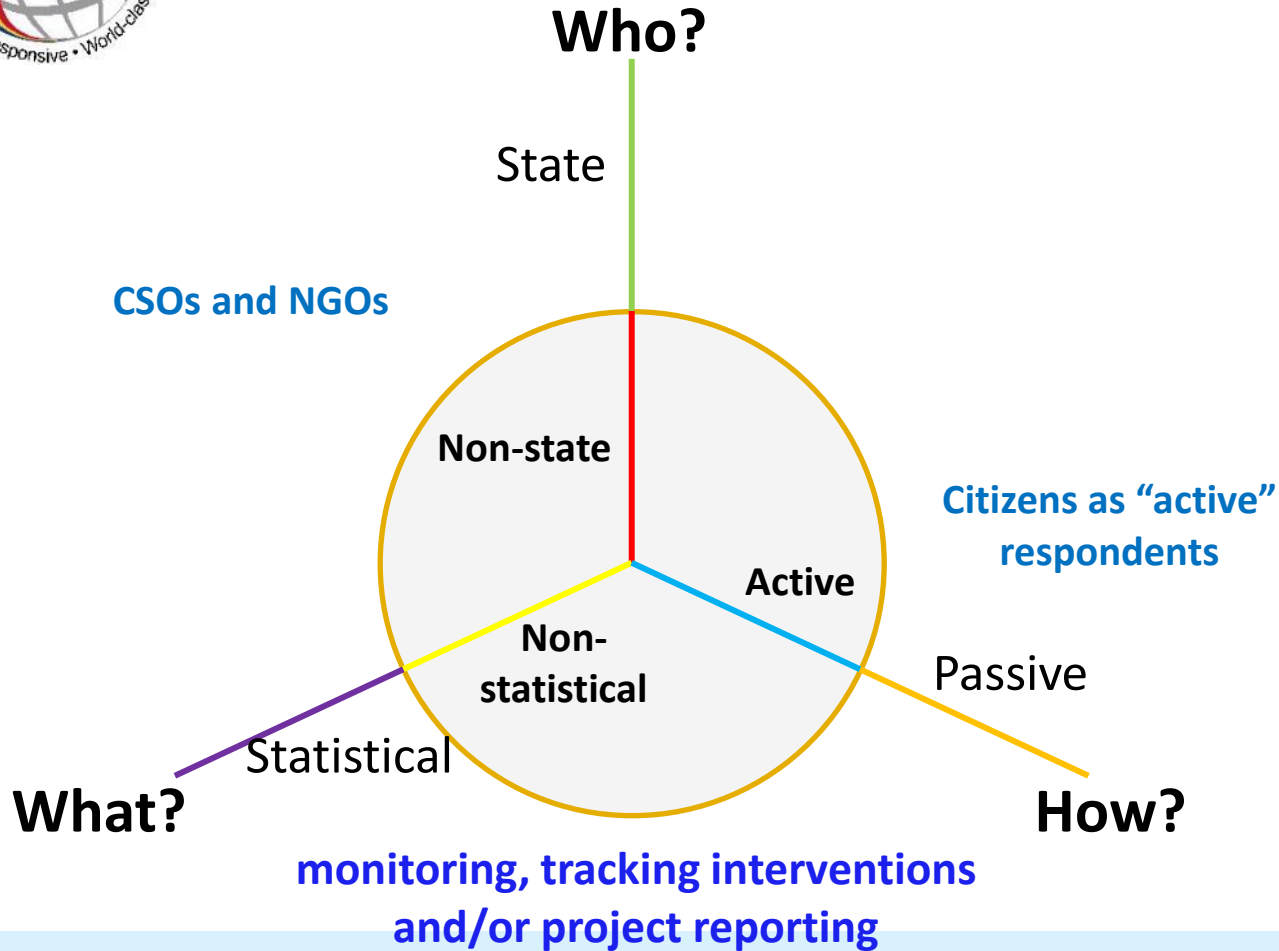 Responsive • World-clas
Who?
State
CSOs and NGOs
Non-state
Citizens as “active”
respondents
Active
Non-
statistical
Passive
Statistical
What?
How?
monitoring, tracking interventions
and/or project reporting